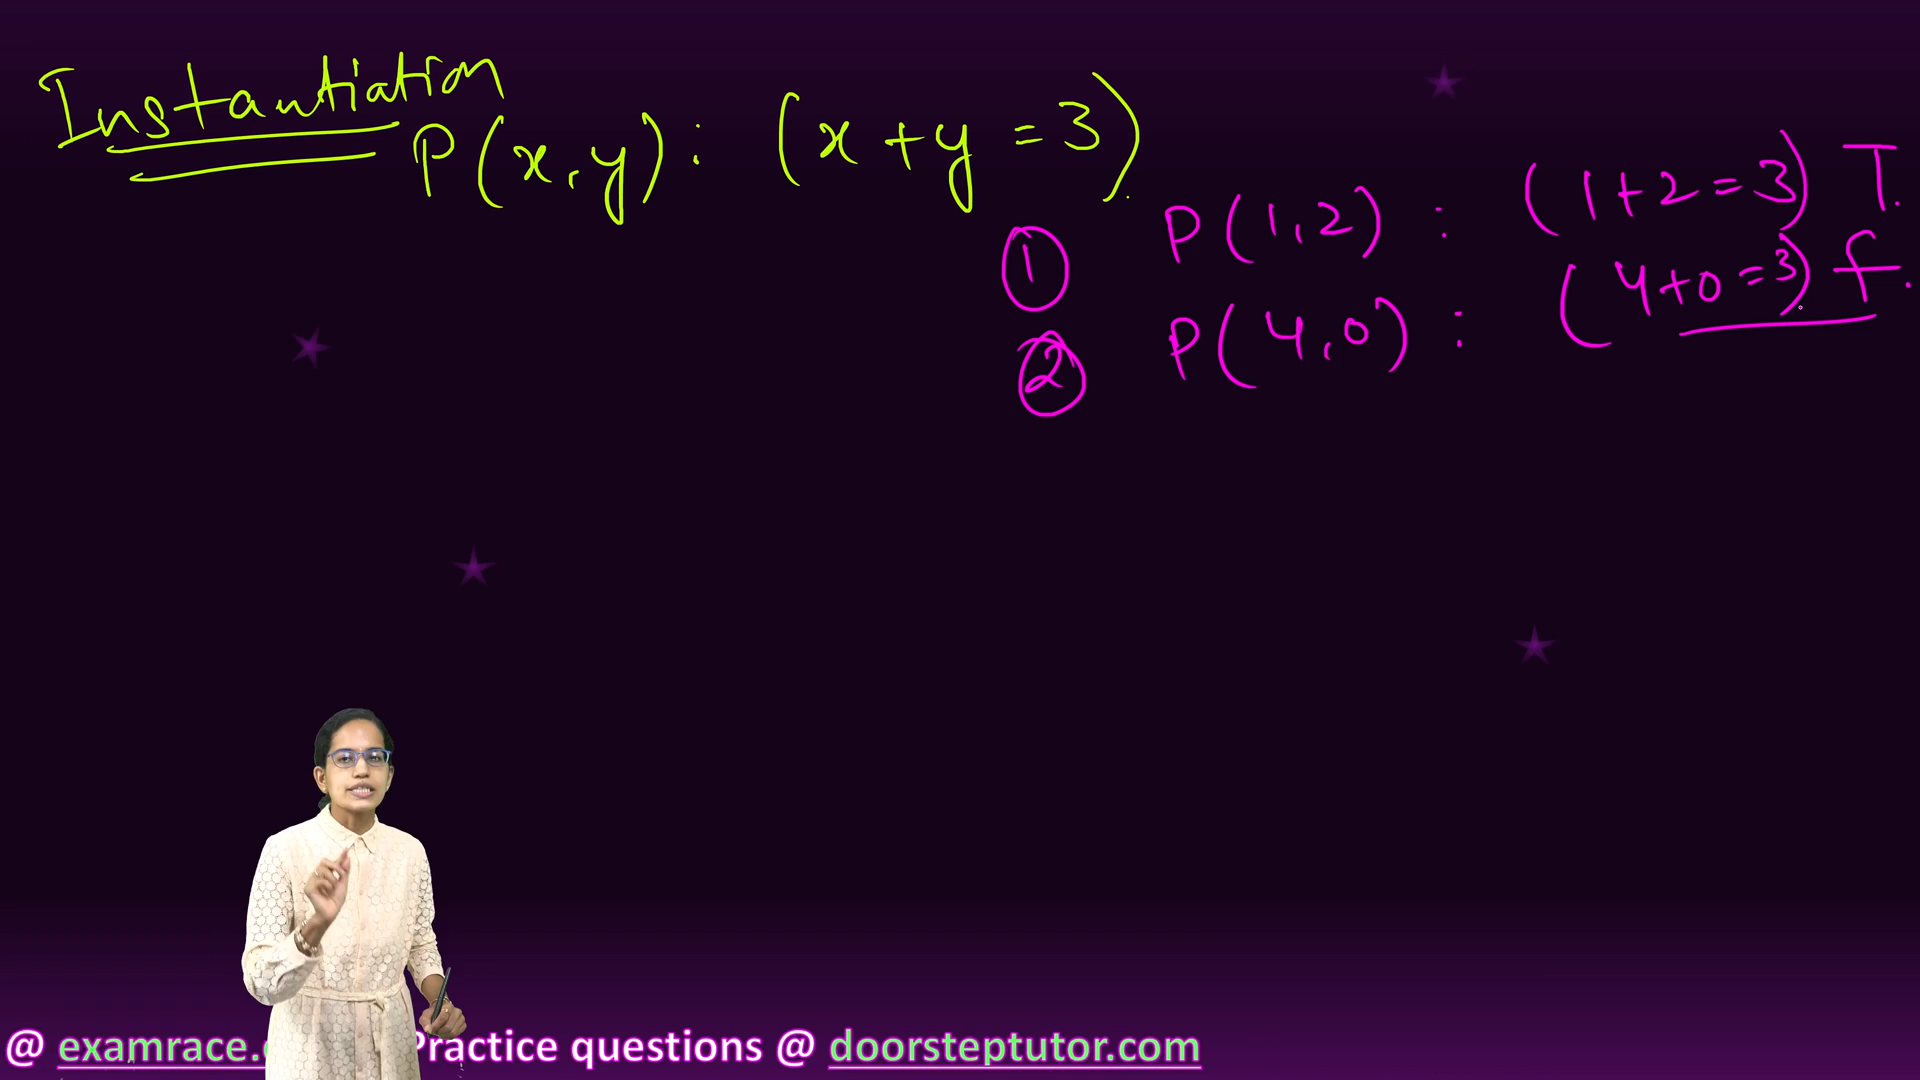 Instantiation
P(x,y): (x+y=3).
① P(1,2): (1+2=3) T.
② P(4,0): (4+0=3) f.
@ examrace. Practice questions @ doorsteptutor.com